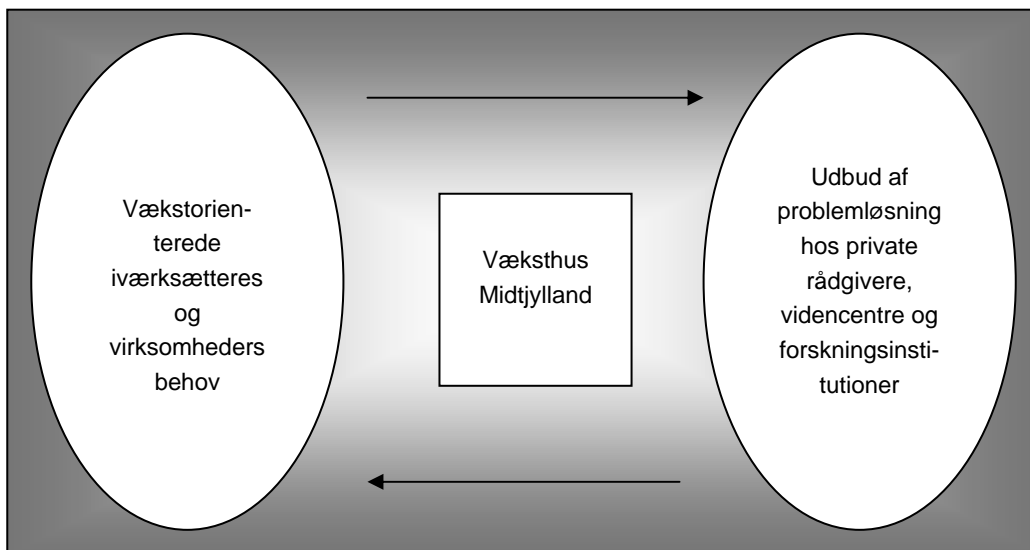 Vækstorien-
terede
iværksætteres
og
virksomheders
behov
Væksthus
Midtjylland
Udbud af
problemløsning
hos private
rådgivere,
videncentre og
forskningsinsti-
tutioner